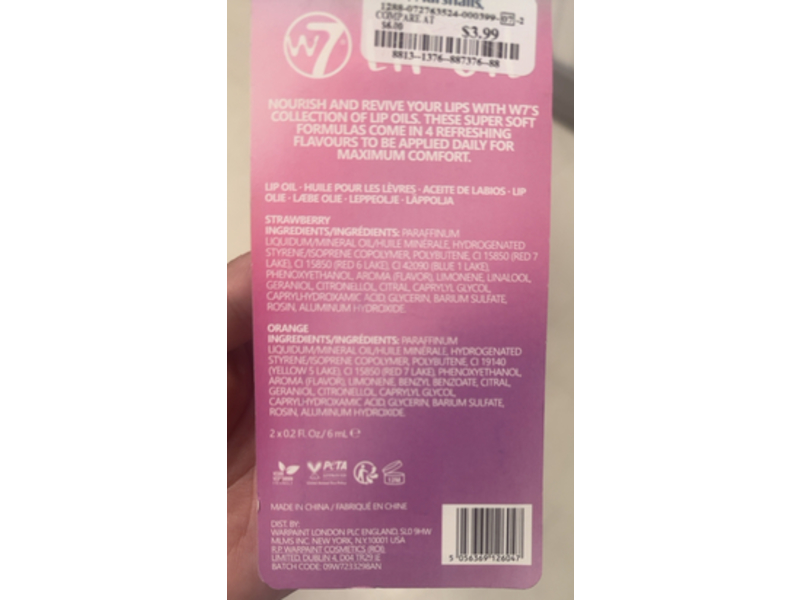 1288-072763524-000399-07-2
COMPARE AT
$6.00
$3.99
8813-1376-887376-88
W7
NOURISH AND REVIVE YOUR LIPS WITH W7'S
COLLECTION OF LIP OILS. THESE SUPER SOFT
FORMULAS COME IN 4 REFRESHING
FLAVOURS TO BE APPLIED DAILY FOR
MAXIMUM COMFORT.
LIP OIL · HUILE POUR LES LÈVRES · ACEITE DE LABIOS · LIP
OLIE · LÆBE OLIE · LEPPEOLJE · LÄPPOLJA
STRAWBERRY
INGREDIENTS/INGRÉDIENTS: PARAFFINUM
LIQUIDUM/MINERAL OIL/HUILE MINÉRALE, HYDROGENATED
STYRENE/ISOPRENE COPOLYMER, POLYBUTENE, CI 15850 (RED 7
LAKE), CI 15850 (RED 6 LAKE), CI 42090 (BLUE 1 LAKE),
PHENOXYETHANOL, AROMA (FLAVOR), LIMONENE, LINALOOL,
GERANIOL, CITRONELLOL, CITRAL, CAPRYLYL GLYCOL,
CAPRYLHYDROXAMIC ACID, GLYCERIN, BARIUM SULFATE,
ROSIN, ALUMINUM HYDROXIDE.
ORANGE
INGREDIENTS/INGRÉDIENTS: PARAFFINUM
LIQUIDUM/MINERAL OIL/HUILE MINÉRALE, HYDROGENATED
STYRENE/ISOPRENE COPOLYMER, POLYBUTENE, CI 19140
(YELLOW 5 LAKE), CI 15850 (RED 7 LAKE), PHENOXYETHANOL,
AROMA (FLAVOR), LIMONENE, BENZYL BENZOATE, CITRAL,
GERANIOL, CITRONELLOL, CAPRYLYL GLYCOL,
CAPRYLHYDROXAMIC ACID, GLYCERIN, BARIUM SULFATE,
ROSIN, ALUMINUM HYDROXIDE.
2 x 0.2 Fl. Oz./ 6 mL ℮
PETA
12M
MADE IN CHINA / FABRIQUÉ EN CHINE
DIST. BY:
WARPAINT LONDON PLC ENGLAND, SL0 9HW
MLMS INC. NEW YORK, N.Y.10001 USA
R.P. WARPAINT COSMETICS (ROI)
LIMITED, DUBLIN 4, D04 TR29 IE
BATCH CODE: 09W7233298AN
5 056369 126047